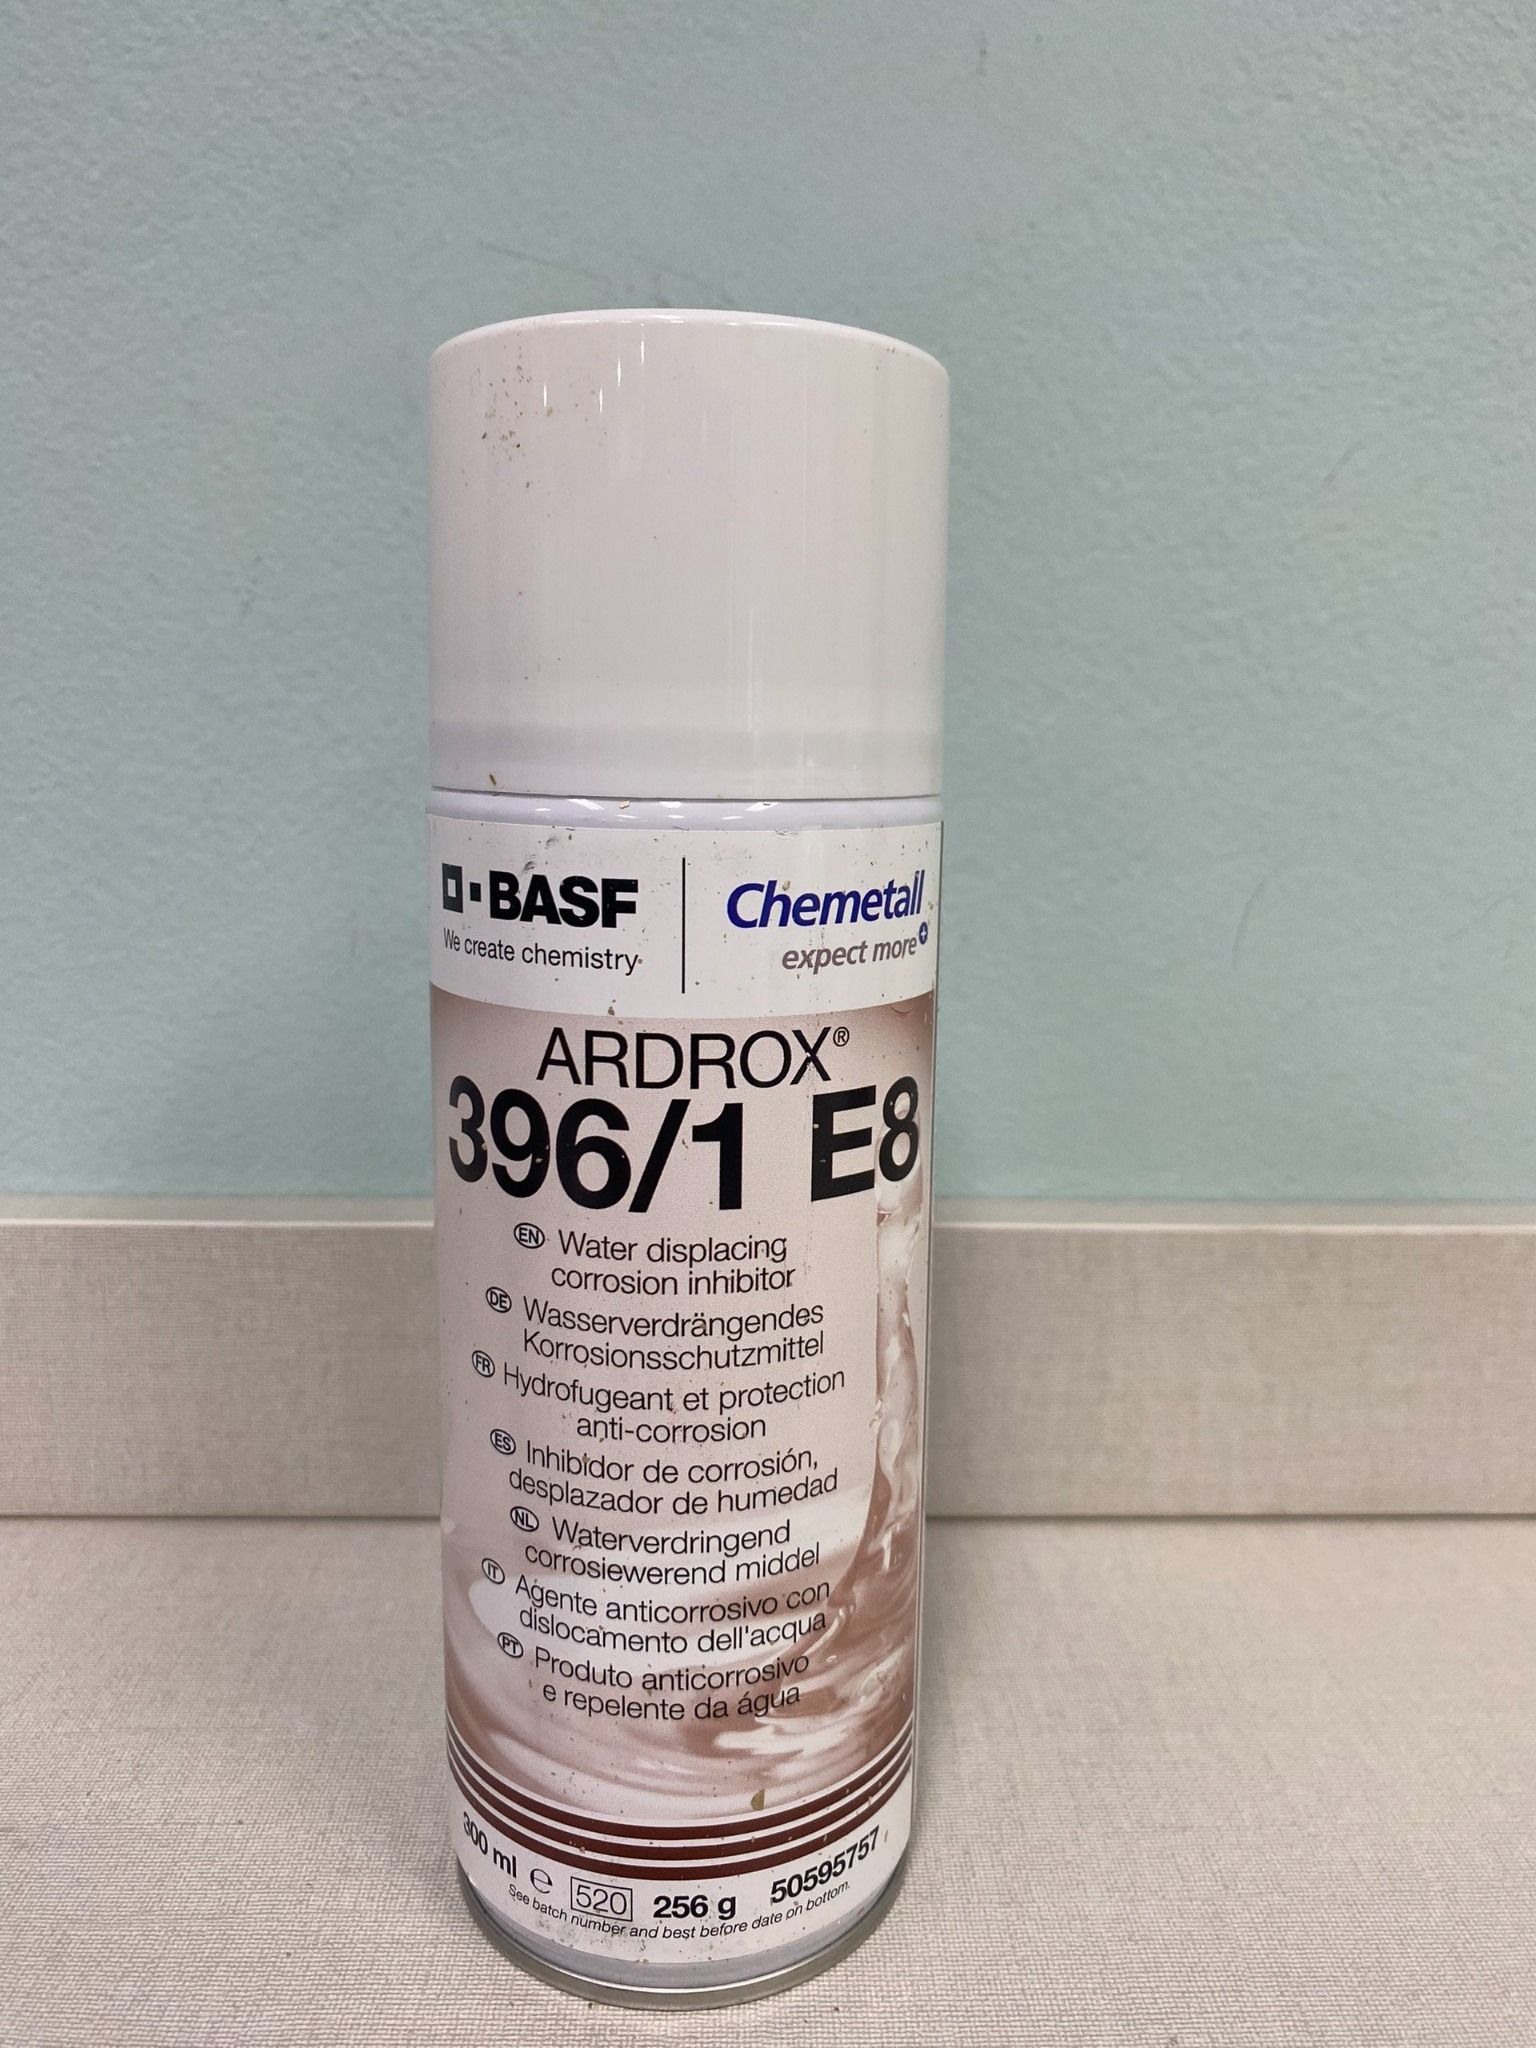 BASF
We create chemistry
Chemetall
expect more+
ARDROX®
396/1 E8
EN Water displacing
corrosion inhibitor
DE Wasserverdrängendes
Korrosionsschutzmittel
FR Hydrofugeant et protection
anti-corrosion
ES Inhibidor de corrosión,
desplazador de humedad
NL Waterverdringend
corrosiewerend middel
IT Agente anticorrosivo con
dislocamento dell'acqua
PT Produto anticorrosivo
e repelente da água
300 ml ℮ 520 256 g 50595757
See batch number and best before date on bottom.